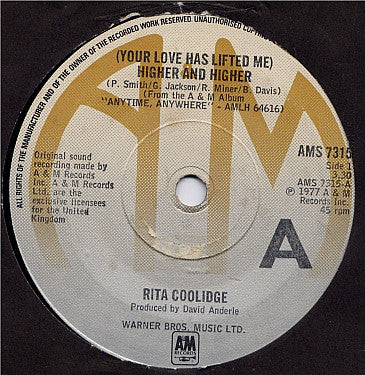 ALL RIGHTS OF THE MANUFACTURER AND OF THE OWNER OF THE RECORDED WORK RESERVED. UNAUTHORISED COP
(YOUR LOVE HAS LIFTED ME)
HIGHER AND HIGHER
(P. Smith/G. Jackson/R. Miner/B. Davis)
(From the A & M Album
"ANYTIME, ANYWHERE" - AMLH 64616)
Original sound
recording made by
A & M Records
Inc. A & M Records
Ltd. are the
exclusive licensees
for the United
Kingdom
AMS 7315
Side 1
3.30
AMS 7315-A
℗ 1977 A & M
Records Inc.
45 rpm
A
RITA COOLIDGE
Produced by David Anderle
WARNER BROS. MUSIC LTD.
A&M
RECORDS